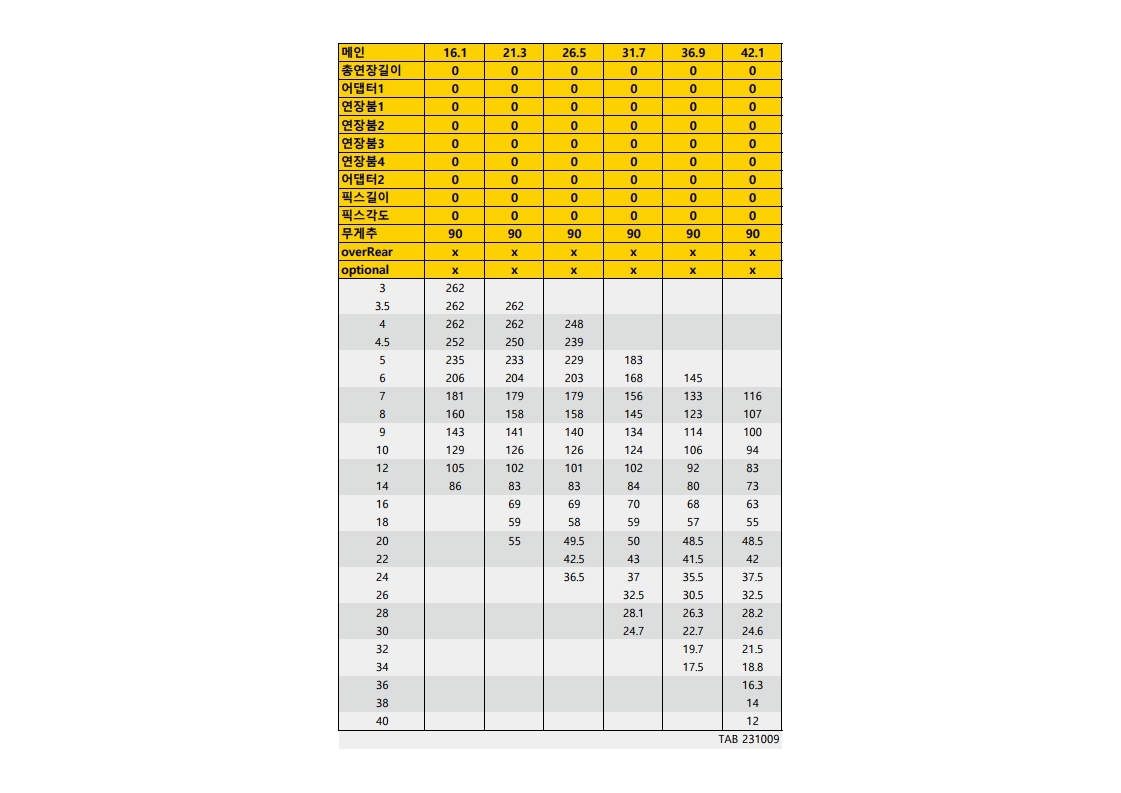 메인 16.1 21.3 26.5 31.7 36.9 42.1
총연장길이 0 0 0 0 0 0
어댑터1 0 0 0 0 0 0
연장붐1 0 0 0 0 0 0
연장붐2 0 0 0 0 0 0
연장붐3 0 0 0 0 0 0
연장붐4 0 0 0 0 0 0
어댑터2 0 0 0 0 0 0
픽스길이 0 0 0 0 0 0
픽스각도 0 0 0 0 0 0
무게추 90 90 90 90 90 90
overRear x x x x x x
optional x x x x x x
3 262
3.5 262 262
4 262 262 248
4.5 252 250 239
5 235 233 229 183
6 206 204 203 168 145
7 181 179 179 156 133 116
8 160 158 158 145 123 107
9 143 141 140 134 114 100
10 129 126 126 124 106 94
12 105 102 101 102 92 83
14 86 83 83 84 80 73
16 69 69 70 68 63
18 59 58 59 57 55
20 55 49.5 50 48.5 48.5
22 42.5 43 41.5 42
24 36.5 37 35.5 37.5
26 32.5 30.5 32.5
28 28.1 26.3 28.2
30 24.7 22.7 24.6
32 19.7 21.5
34 17.5 18.8
36 16.3
38 14
40 12
TAB 231009